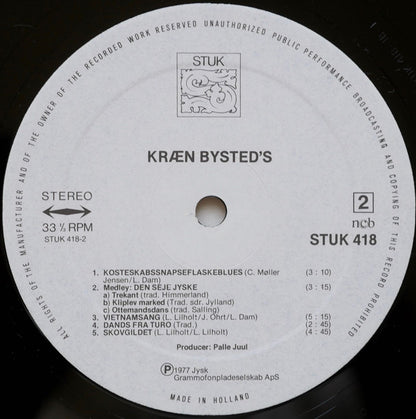 ALL RIGHTS OF THE MANUFACTURER AND OF THE OWNER OF THE RECORDED WORK RESERVED UNAUTHORIZED PUBLIC PERFORMANCE BROADCASTING AND COPYING OF THIS RECORD PROHIBITED
STUK
KRÆN BYSTED'S
STEREO
33 ⅓ RPM
STUK 418-2
2
ncb
STUK 418
1. KOSTESKABSSNAPSEFLASKEBLUES (C. Møller (3 : 10)
Jensen/L. Dam)
2. Medley: DEN SEJE JYSKE (3 : 15)
a) Trekant (trad. Himmerland)
b) Kliplev marked (Trad. sdr. Jylland)
c) Ottemandsdans (trad. Salling)
3. VIETNAMSANG (L. Lilholt/J. Ohrt/L. Dam) (5 : 15)
4. DANDS FRA TURO (Trad.) (2 : 45)
5. SKOVGILDET (L. Lilholt/L. Lilholt) (4 : 45)
Producer: Palle Juul
Ⓟ 1977 Jysk
Grammofonpladeselskab ApS
MADE IN HOLLAND